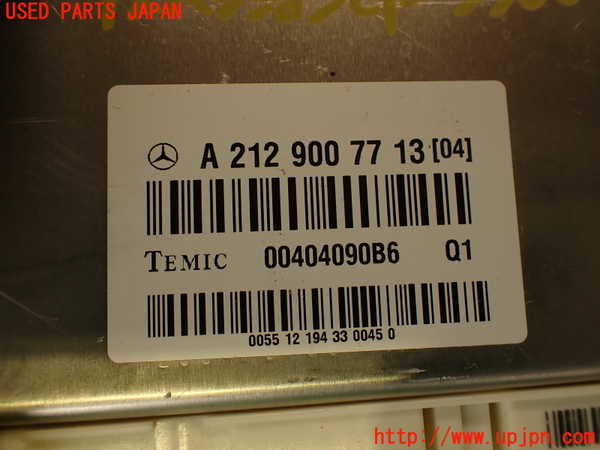 USED PARTS JAPAN
A 212 900 77 13 [04]
TEMIC 00404090B6 Q1
0055 12 194 33 0045 0
http://www.upjpn.com